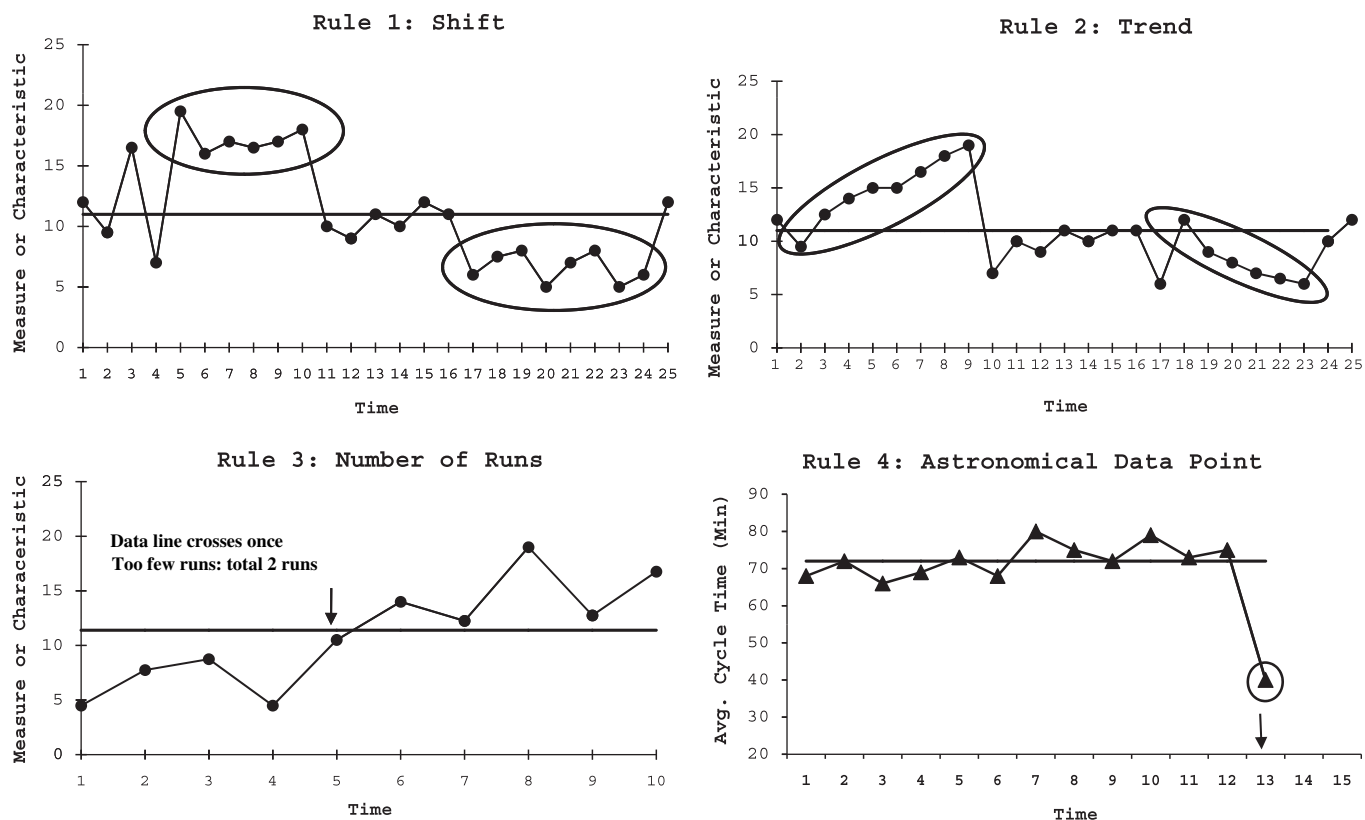 Rule 1: Shift
Measure or Characteristic
25
20
15
10
5
0
1 2 3 4 5 6 7 8 9 10 11 12 13 14 15 16 17 18 19 20 21 22 23 24 25
Time
Rule 2: Trend
Measure or Characteristic
25
20
15
10
5
0
1 2 3 4 5 6 7 8 9 10 11 12 13 14 15 16 17 18 19 20 21 22 23 24 25
Time
Rule 3: Number of Runs
Measure or Characeristic
25
20
15
10
5
0
Data line crosses once
Too few runs: total 2 runs
1 2 3 4 5 6 7 8 9 10
Time
Rule 4: Astronomical Data Point
Avg. Cycle Time (Min)
90
80
70
60
50
40
30
20
1 2 3 4 5 6 7 8 9 10 11 12 13 14 15
Time